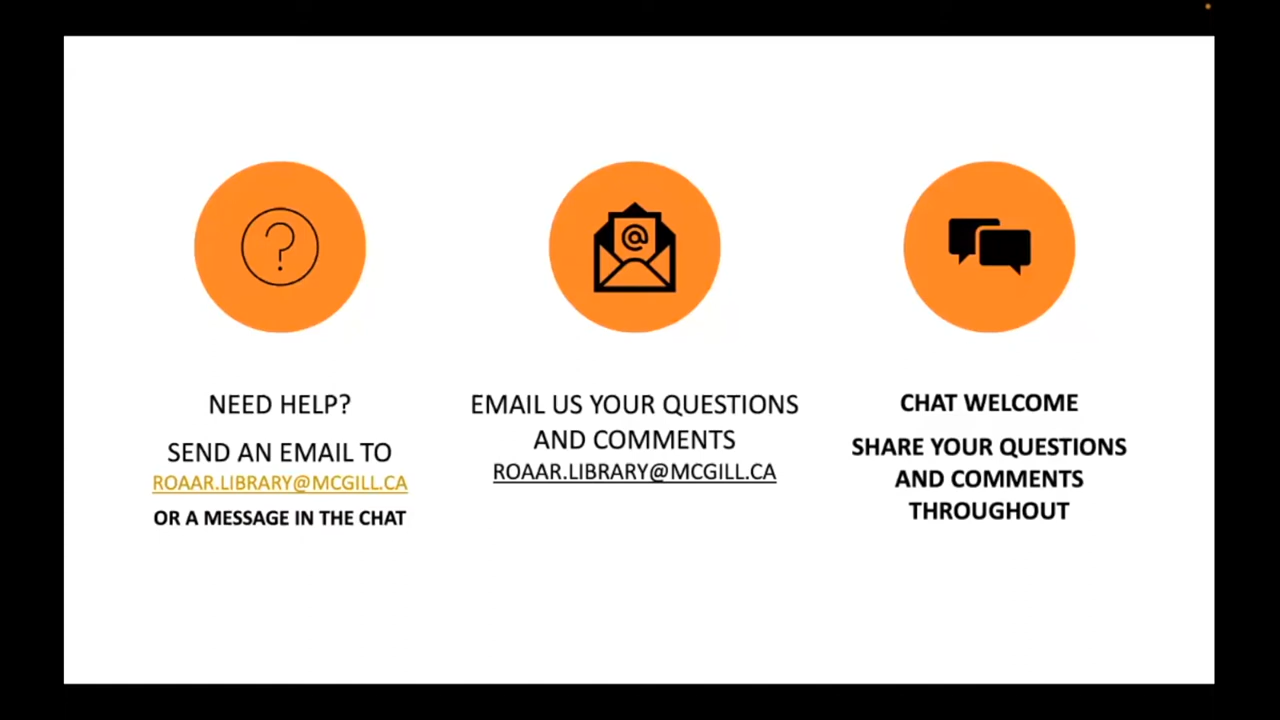 NEED HELP?
SEND AN EMAIL TO
ROAAR.LIBRARY@MCGILL.CA
OR A MESSAGE IN THE CHAT
@
EMAIL US YOUR QUESTIONS
AND COMMENTS
ROAAR.LIBRARY@MCGILL.CA
CHAT WELCOME
SHARE YOUR QUESTIONS
AND COMMENTS
THROUGHOUT